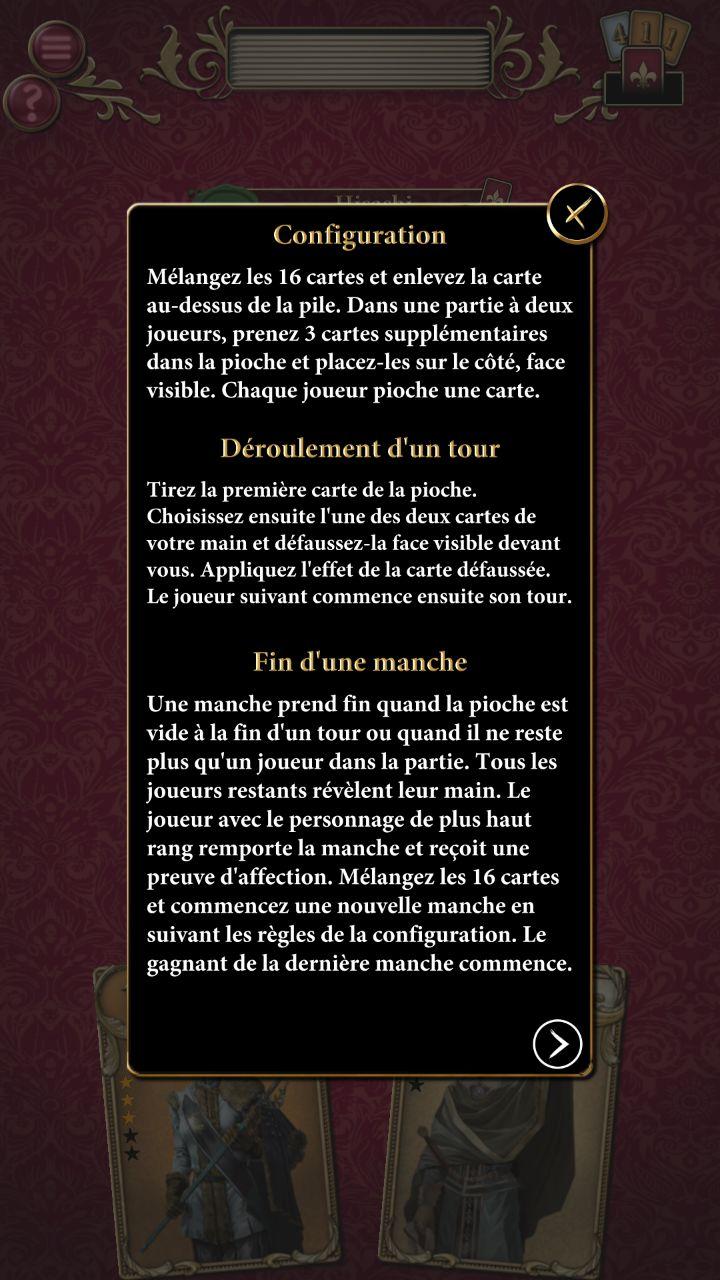 4 1 1
Hisashi
Configuration
Mélangez les 16 cartes et enlevez la carte
au-dessus de la pile. Dans une partie à deux
joueurs, prenez 3 cartes supplémentaires
dans la pioche et placez-les sur le côté, face
visible. Chaque joueur pioche une carte.
Déroulement d'un tour
Tirez la première carte de la pioche.
Choisissez ensuite l'une des deux cartes de
votre main et défaussez-la face visible devant
vous. Appliquez l'effet de la carte défaussée.
Le joueur suivant commence ensuite son tour.
Fin d'une manche
Une manche prend fin quand la pioche est
vide à la fin d'un tour ou quand il ne reste
plus qu'un joueur dans la partie. Tous les
joueurs restants révèlent leur main. Le
joueur avec le personnage de plus haut
rang remporte la manche et reçoit une
preuve d'affection. Mélangez les 16 cartes
et commencez une nouvelle manche en
suivant les règles de la configuration. Le
gagnant de la dernière manche commence.